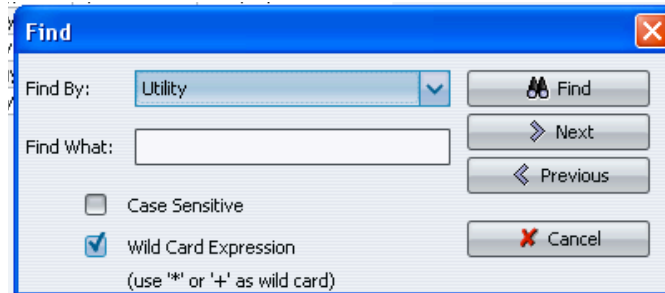 Find
Find By: Utility
Find
Next
Find What:
Previous
Case Sensitive
Wild Card Expression
Cancel
(use '*' or '+' as wild card)